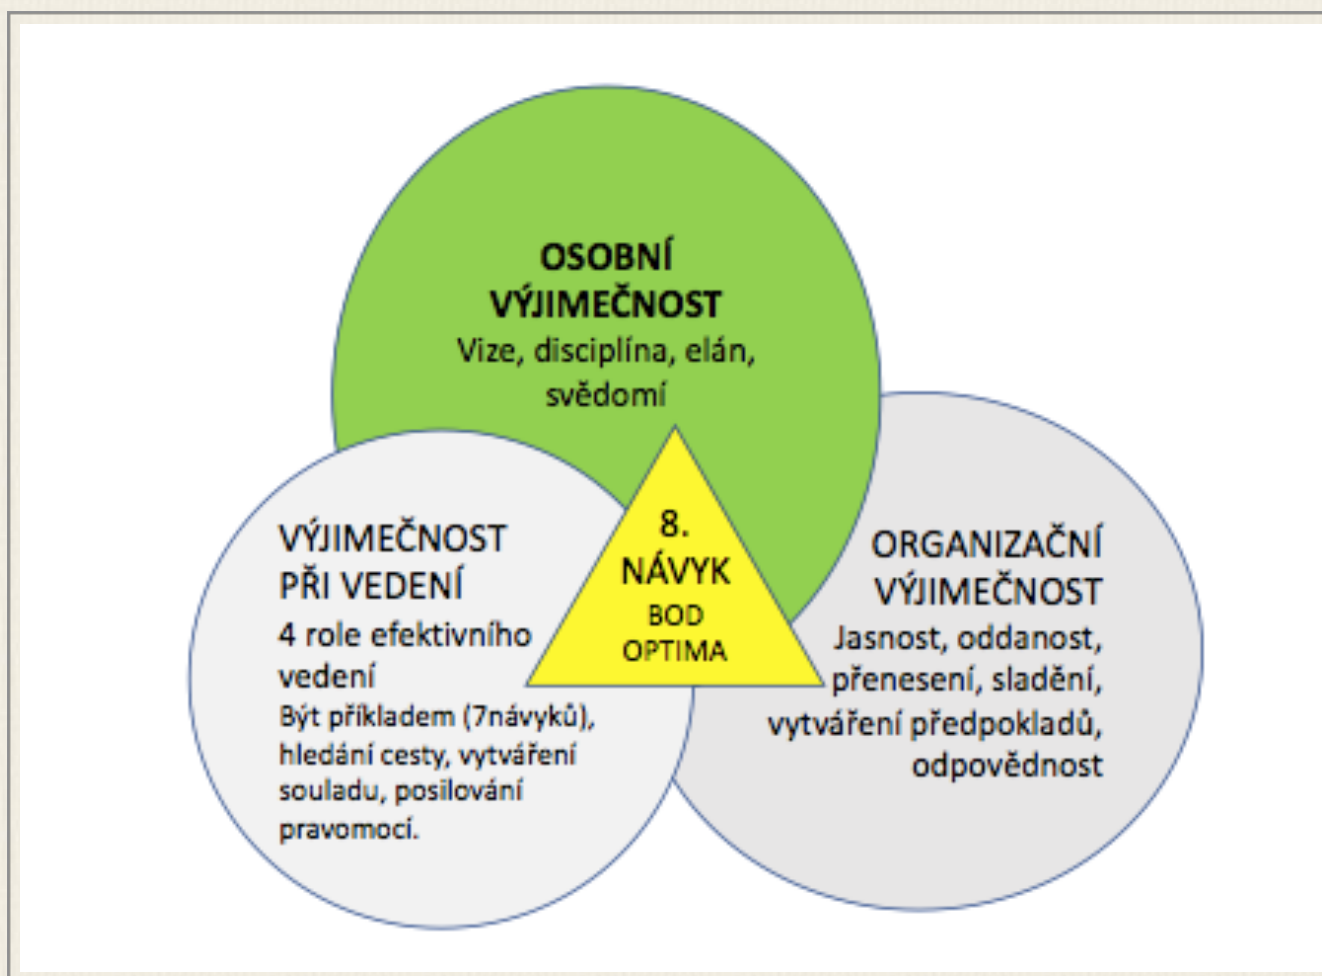 OSOBNÍ
VÝJIMEČNOST
Vize, disciplína, elán,
svědomí
8.
NÁVYK
BOD
OPTIMA
VÝJIMEČNOST
PŘI VEDENÍ
4 role efektivního
vedení
Být příkladem (7návyků),
hledání cesty, vytváření
souladu, posilování
pravomocí.
ORGANIZAČNÍ
VÝJIMEČNOST
Jasnost, oddanost,
přenesení, sladění,
vytváření předpokladů,
odpovědnost